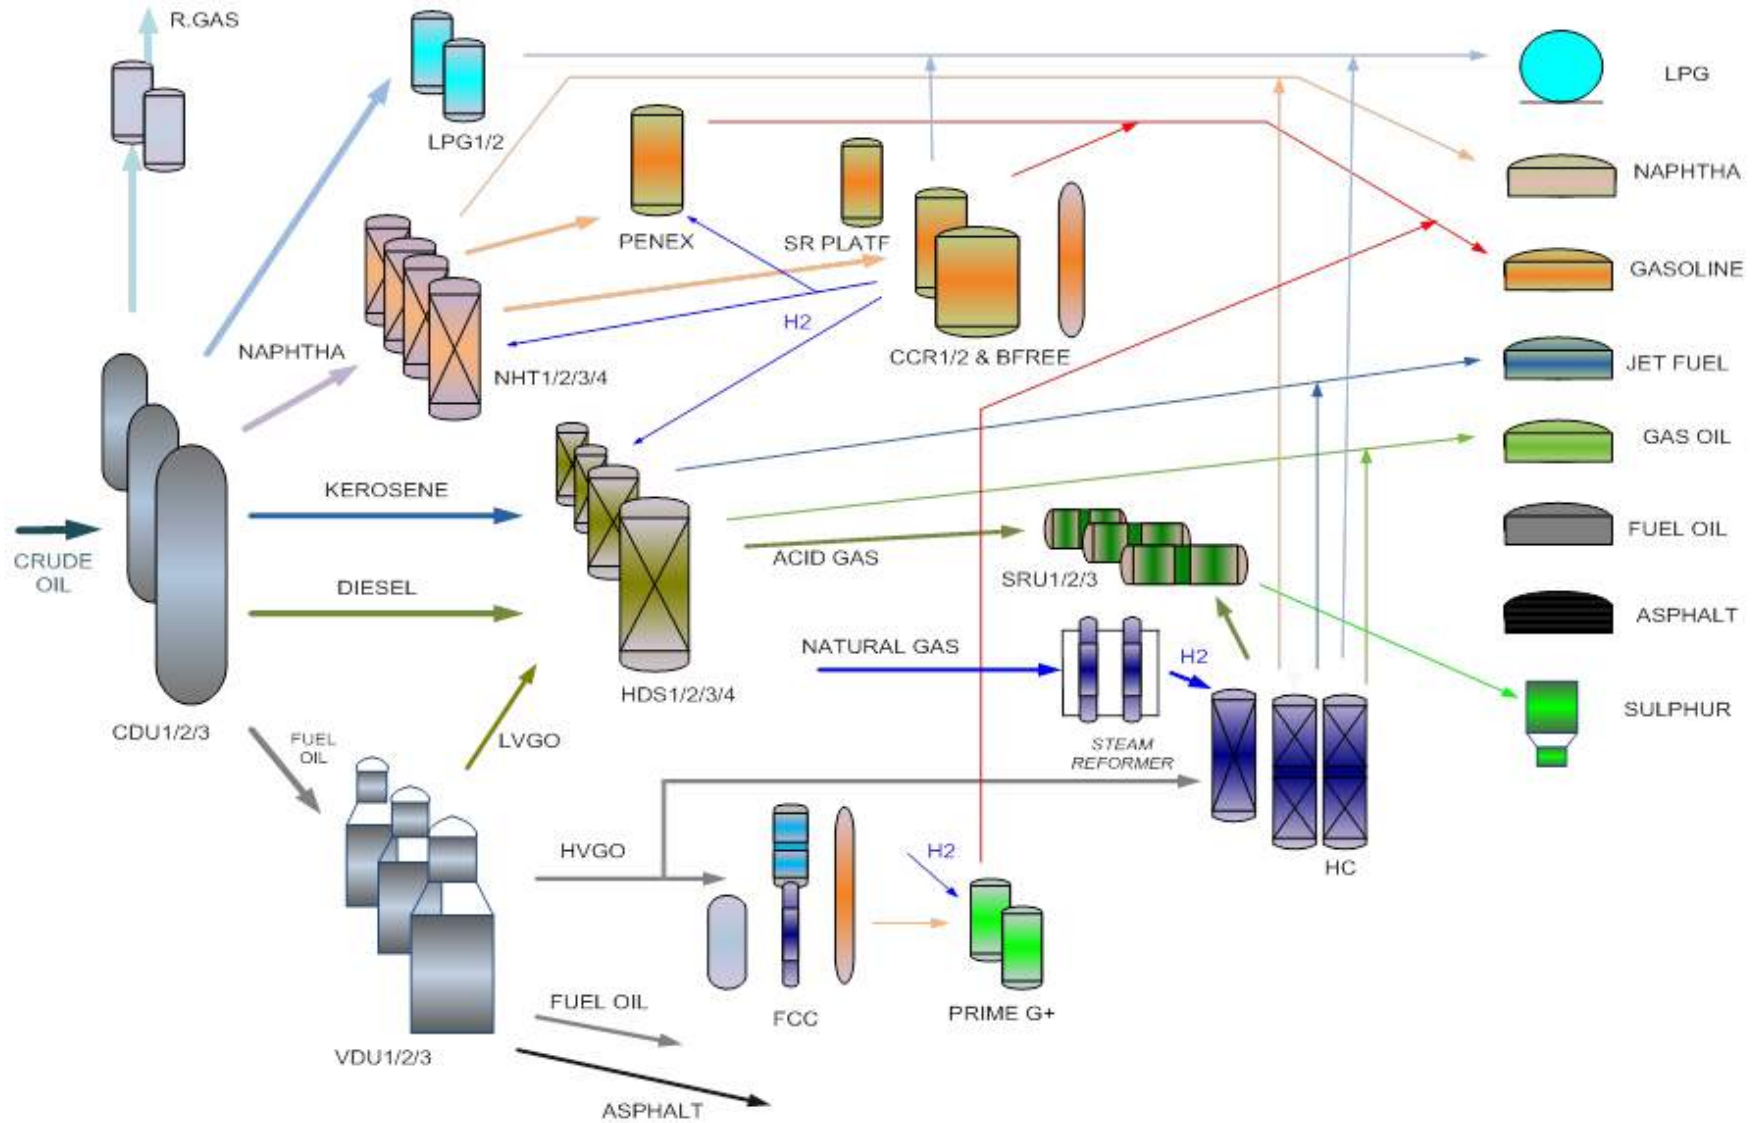 R.GAS
LPG1/2
LPG
PENEX
SR PLATF
NAPHTHA
GASOLINE
H2
NAPHTHA
NHT1/2/3/4
CCR1/2 & BFREE
JET FUEL
GAS OIL
KEROSENE
CRUDE
OIL
DIESEL
ACID GAS
SRU1/2/3
FUEL OIL
ASPHALT
NATURAL GAS
H2
HDS1/2/3/4
SULPHUR
CDU1/2/3
FUEL
OIL
LVGO
STEAM
REFORMER
HVGO
H2
HC
FUEL OIL
FCC
PRIME G+
VDU1/2/3
ASPHALT